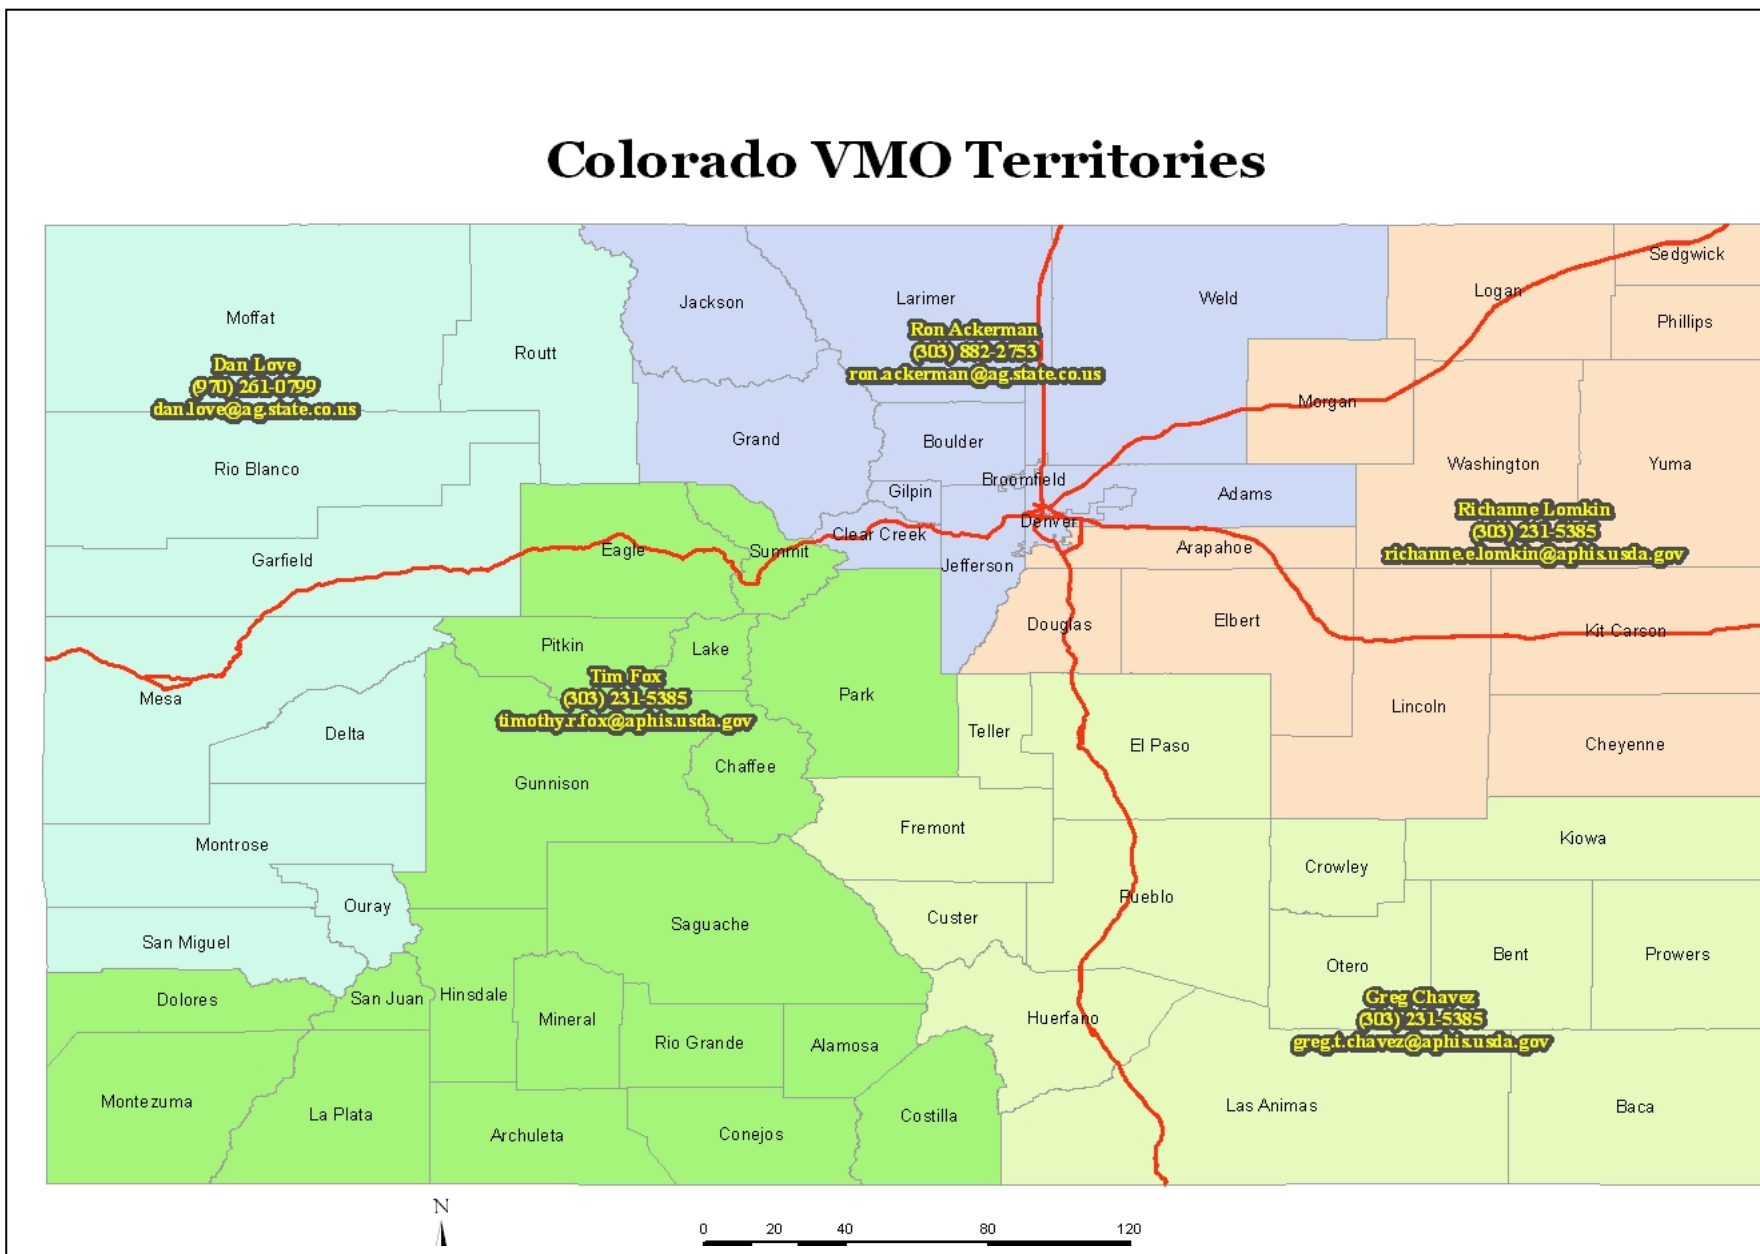 Colorado VMO Territories
Sedgwick
Logan
Jackson
Larimer
Weld
Moffat
Phillips
Ron Ackerman
(303) 882-2753
ron.ackerman@ag.state.co.us
Routt
Dan Love
(970) 261-0799
dan.love@ag.state.co.us
Morgan
Grand
Boulder
Rio Blanco
Washington
Yuma
Broomfield
Gilpin
Adams
Richanne Lomkin
(303) 231-5385
richanne.e.lomkin@aphis.usda.gov
Denver
Clear Creek
Eagle
Summit
Arapahoe
Garfield
Jefferson
Elbert
Douglas
Kit Carson
Pitkin
Lake
Tim Fox
(303) 231-5385
timothy.r.fox@aphis.usda.gov
Mesa
Park
Lincoln
Delta
Teller
El Paso
Cheyenne
Chaffee
Gunnison
Fremont
Kiowa
Montrose
Crowley
Pueblo
Ouray
Custer
Saguache
San Miguel
Bent
Prowers
Otero
Hinsdale
San Juan
Dolores
Greg Chavez
(303) 231-5385
greg.t.chavez@aphis.usda.gov
Mineral
Huerfano
Rio Grande
Alamosa
Montezuma
Las Animas
Baca
La Plata
Costilla
Conejos
Archuleta
N
0 20 40 80 120